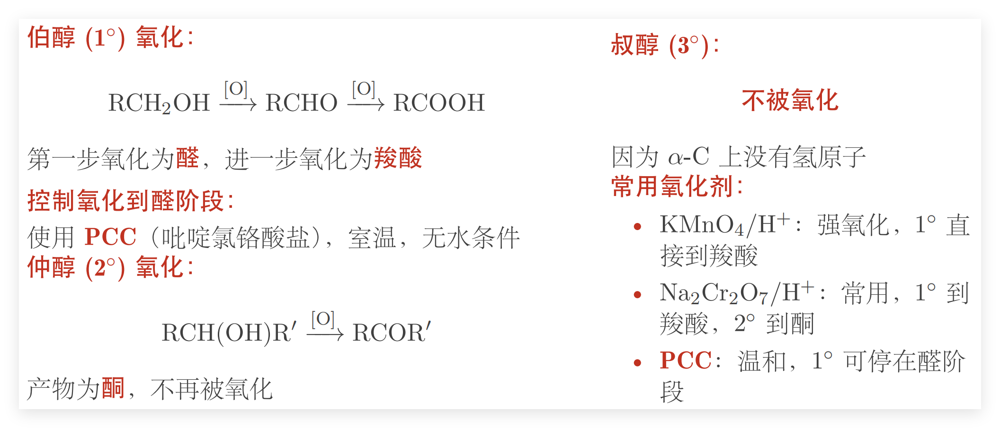 伯醇 (1°) 氧化：
RCH₂OH —[O]→ RCHO —[O]→ RCOOH
第一步氧化为醛，进一步氧化为羧酸
控制氧化到醛阶段：
使用 PCC（吡啶氯铬酸盐），室温，无水条件
仲醇 (2°) 氧化：
RCH(OH)R′ —[O]→ RCOR′
产物为酮，不再被氧化
叔醇 (3°)：
不被氧化
因为 α-C 上没有氢原子
常用氧化剂：
• KMnO₄/H⁺：强氧化，1° 直
接到羧酸
• Na₂Cr₂O₇/H⁺：常用，1° 到
羧酸，2° 到酮
• PCC：温和，1° 可停在醛阶
段